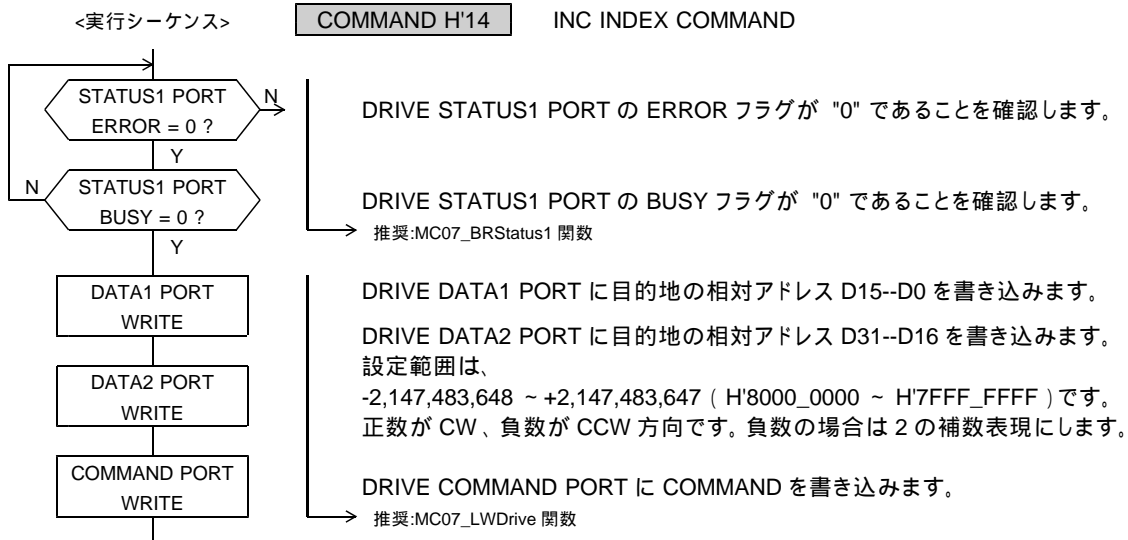 <実行シーケンス>
COMMAND H'14
INC INDEX COMMAND
STATUS1 PORT
ERROR = 0 ?
N
Y
DRIVE STATUS1 PORT の ERROR フラグが "0" であることを確認します。
STATUS1 PORT
BUSY = 0 ?
N
Y
DRIVE STATUS1 PORT の BUSY フラグが "0" であることを確認します。
推奨:MC07_BRStatus1 関数
DATA1 PORT
WRITE
DRIVE DATA1 PORT に目的地の相対アドレス D15--D0 を書き込みます。
DATA2 PORT
WRITE
DRIVE DATA2 PORT に目的地の相対アドレス D31--D16 を書き込みます。
設定範囲は、
-2,147,483,648 ~ +2,147,483,647 ( H'8000_0000 ~ H'7FFF_FFFF ) です。
正数が CW 、負数が CCW 方向です。負数の場合は 2 の補数表現にします。
COMMAND PORT
WRITE
DRIVE COMMAND PORT に COMMAND を書き込みます。
推奨:MC07_LWDrive 関数